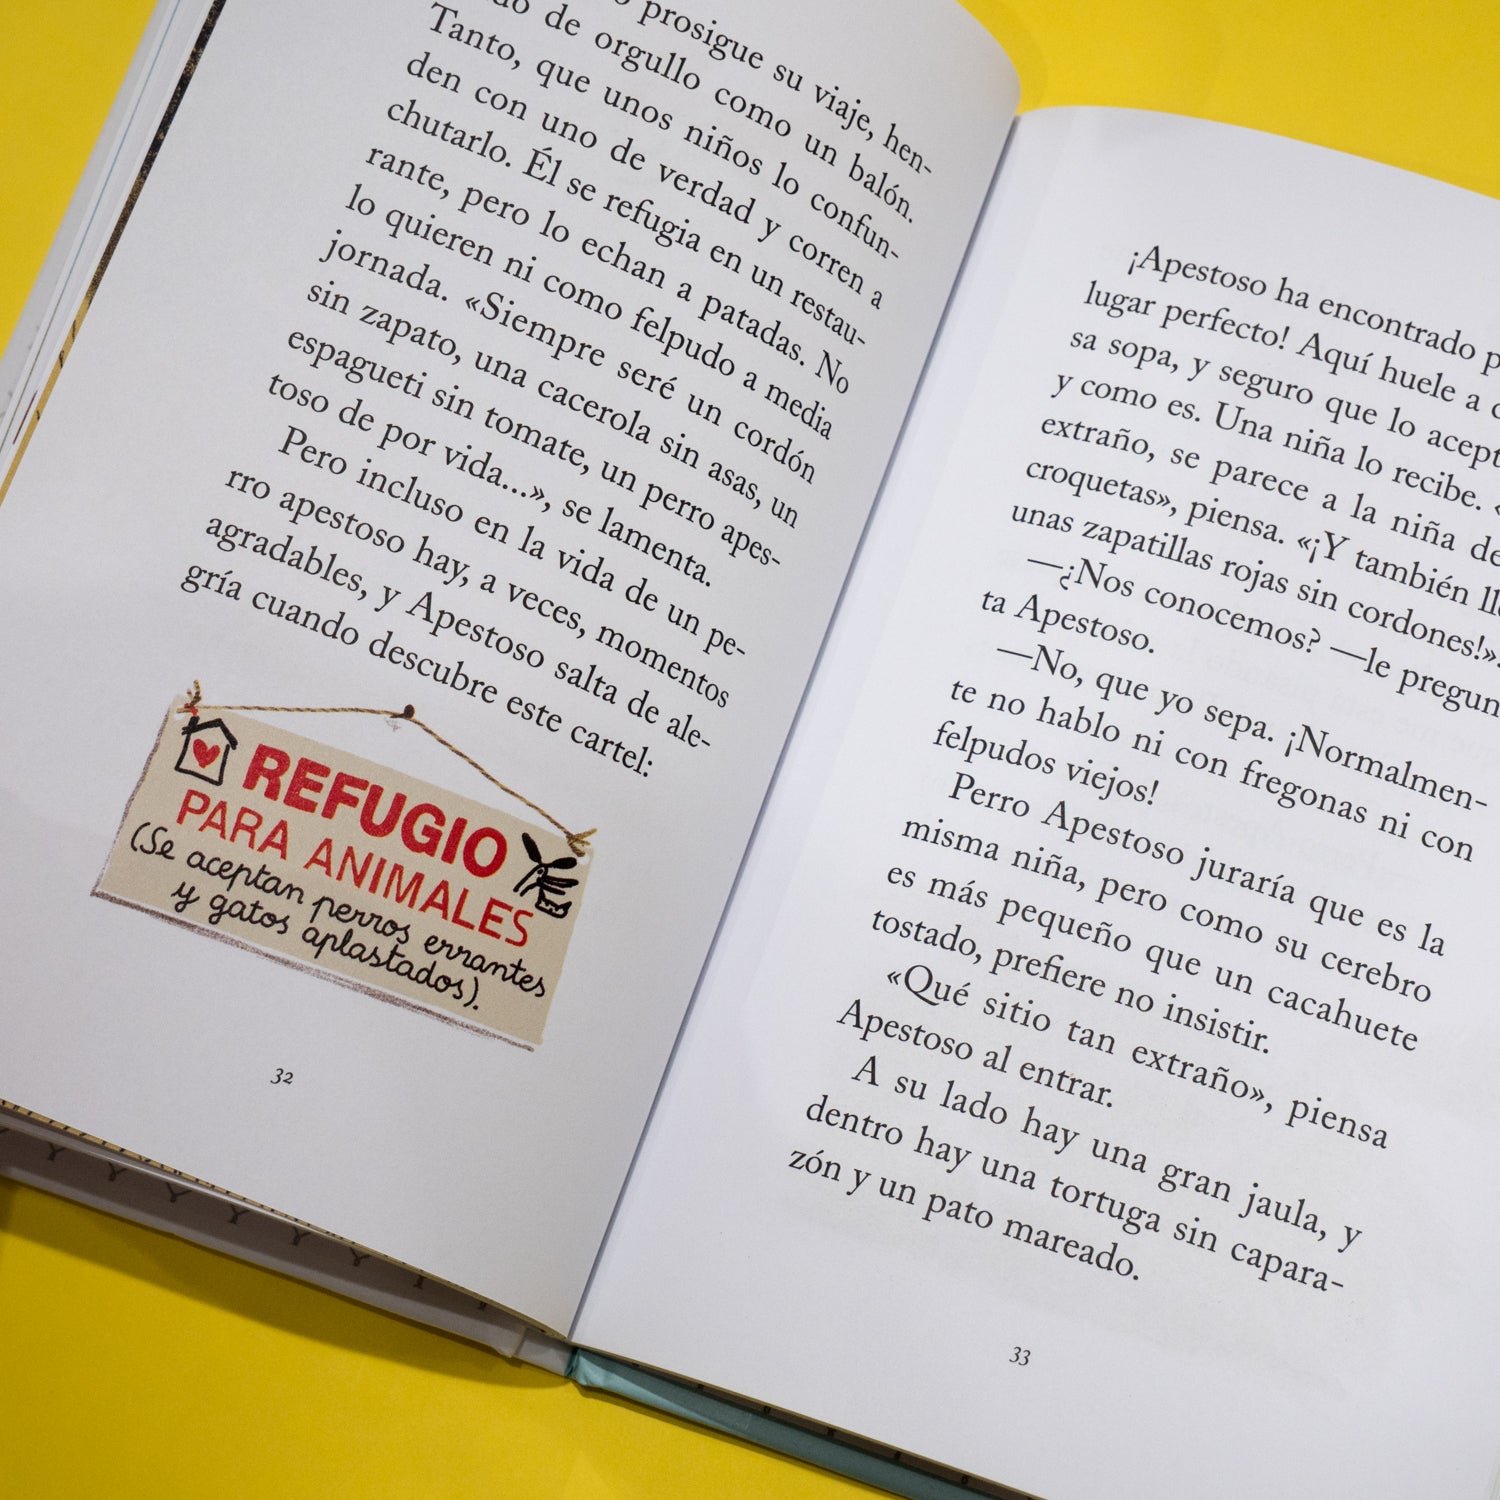 prosigue su viaje, hen-
do de orgullo como un balón.
Tanto, que unos niños lo confun-
den con uno de verdad y corren a
chutarlo. Él se refugia en un restau-
rante, pero lo echan a patadas. No
lo quieren ni como felpudo a media
jornada. «Siempre seré un cordón
sin zapato, una cacerola sin asas, un
espagueti sin tomate, un perro apes-
toso de por vida...», se lamenta.
Pero incluso en la vida de un pe-
rro apestoso hay, a veces, momentos
agradables, y Apestoso salta de ale-
gría cuando descubre este cartel:
REFUGIO
PARA ANIMALES
(Se aceptan perros errantes
y gatos aplastados).
32
¡Apestoso ha encontrado
lugar perfecto! Aquí huele a
sa sopa, y seguro que lo acept
y como es. Una niña lo recibe. «
extraño, se parece a la niña de
croquetas», piensa. «¡Y también
unas zapatillas rojas sin cordones!».
—¿Nos conocemos? —le pregun
ta Apestoso.
—No, que yo sepa. ¡Normalmen-
te no hablo ni con fregonas ni con
felpudos viejos!
Perro Apestoso juraría que es la
misma niña, pero como su cerebro
es más pequeño que un cacahuete
tostado, prefiere no insistir.
«Qué sitio tan extraño», piensa
Apestoso al entrar.
A su lado hay una gran jaula, y
dentro hay una tortuga sin capara-
zón y un pato mareado.
33